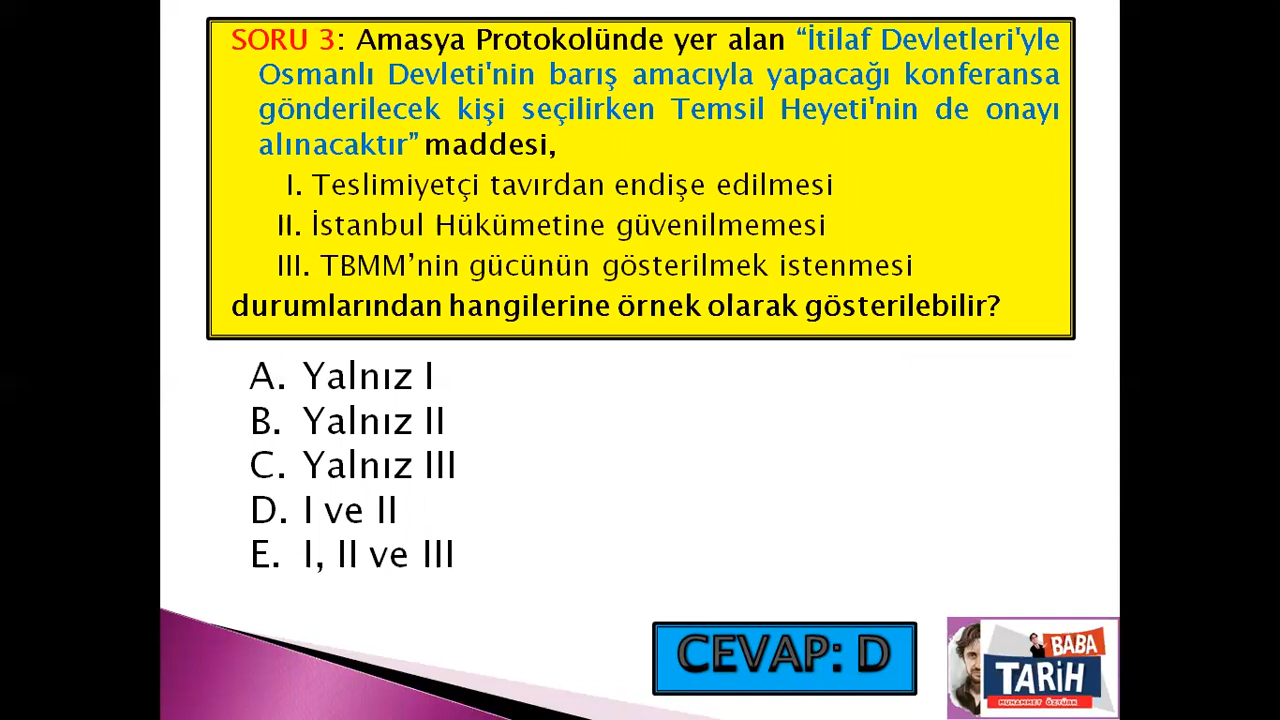 SORU 3: Amasya Protokolünde yer alan “İtilaf Devletleri'yle
Osmanlı Devleti'nin barış amacıyla yapacağı konferansa
gönderilecek kişi seçilirken Temsil Heyeti'nin de onayı
alınacaktır” maddesi,
I. Teslimiyetçi tavırdan endişe edilmesi
II. İstanbul Hükümetine güvenilmemesi
III. TBMM’nin gücünün gösterilmek istenmesi
durumlarından hangilerine örnek olarak gösterilebilir?
A. Yalnız I
B. Yalnız II
C. Yalnız III
D. I ve II
E. I, II ve III
CEVAP: D
BABA
TARİH
MUHAMMET ÖZTÜRK